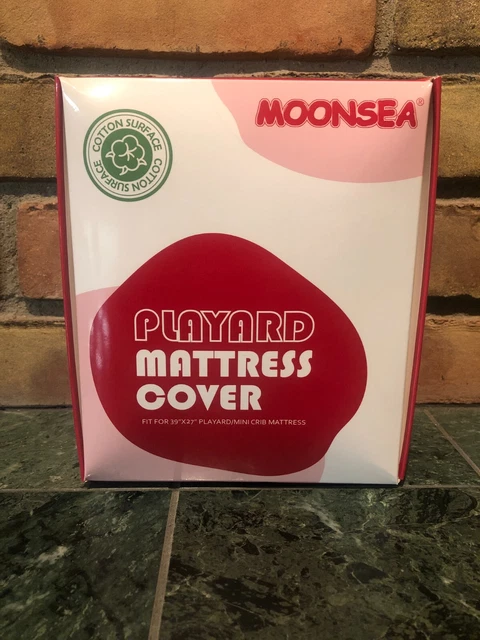 MOONSEA®
COTTON SURFACE
COTTON SURFACE
PLAYARD
MATTRESS
COVER
FIT FOR 39"X27" PLAYARD/MINI CRIB MATTRESS